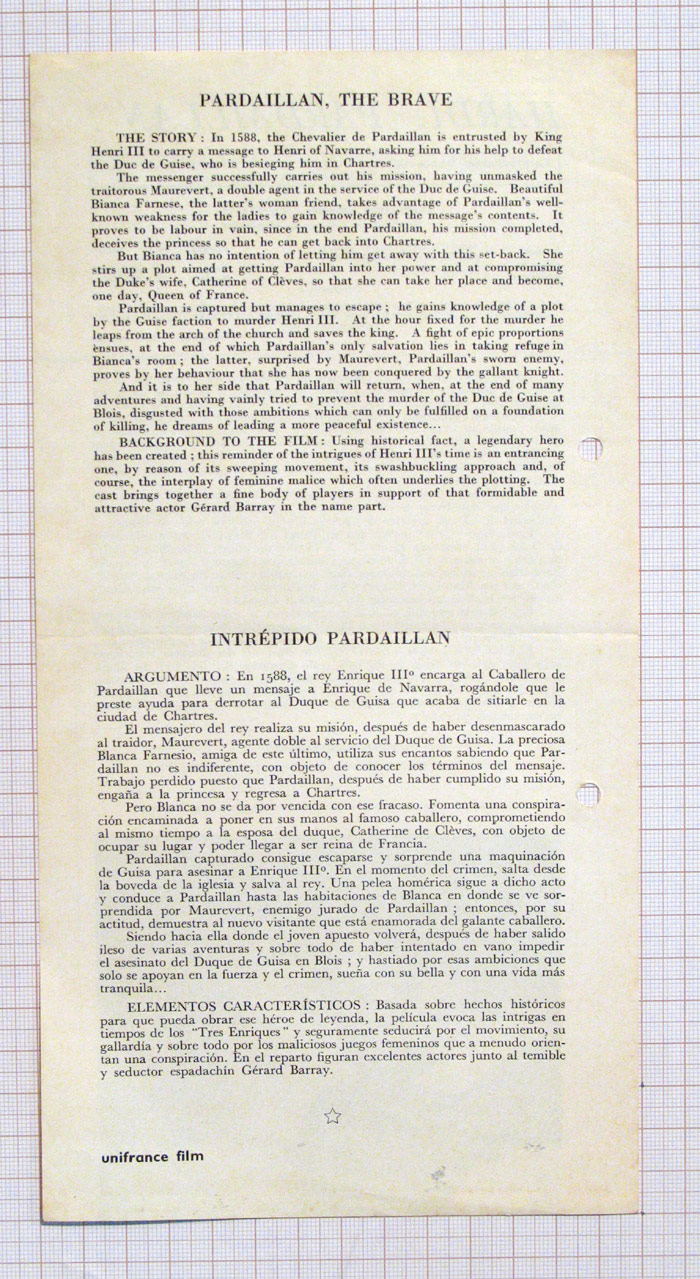 PARDAILLAN, THE BRAVE
THE STORY : In 1588, the Chevalier de Pardaillan is entrusted by King
Henri III to carry a message to Henri of Navarre, asking him for his help to defeat
the Duc de Guise, who is besieging him in Chartres.
The messenger successfully carries out his mission, having unmasked the
traitorous Maurevert, a double agent in the service of the Duc de Guise. Beautiful
Bianca Farnese, the latter's woman friend, takes advantage of Pardaillan's well-
known weakness for the ladies to gain knowledge of the message's contents. It
proves to be labour in vain, since in the end Pardaillan, his mission completed,
deceives the princess so that he can get back into Chartres.
But Bianca has no intention of letting him get away with this set-back. She
stirs up a plot aimed at getting Pardaillan into her power and at compromising
the Duke's wife, Catherine of Clèves, so that she can take her place and become,
one day, Queen of France.
Pardaillan is captured but manages to escape ; he gains knowledge of a plot
by the Guise faction to murder Henri III. At the hour fixed for the murder he
leaps from the arch of the church and saves the king. A fight of epic proportions
ensues, at the end of which Pardaillan's only salvation lies in taking refuge in
Bianca's room ; the latter, surprised by Maurevert, Pardaillan's sworn enemy,
proves by her behaviour that she has now been conquered by the gallant knight.
And it is to her side that Pardaillan will return, when, at the end of many
adventures and having vainly tried to prevent the murder of the Duc de Guise at
Blois, disgusted with those ambitions which can only be fulfilled on a foundation
of killing, he dreams of leading a more peaceful existence...
BACKGROUND TO THE FILM : Using historical fact, a legendary hero
has been created ; this reminder of the intrigues of Henri III's time is an entrancing
one, by reason of its sweeping movement, its swashbuckling approach and, of
course, the interplay of feminine malice which often underlies the plotting. The
cast brings together a fine body of players in support of that formidable and
attractive actor Gérard Barray in the name part.
INTRÉPIDO PARDAILLAN
ARGUMENTO : En 1588, el rey Enrique IIIº encarga al Caballero de
Pardaillan que lleve un mensaje a Enrique de Navarra, rogándole que le
preste ayuda para derrotar al Duque de Guisa que acaba de sitiarle en la
ciudad de Chartres.
El mensajero del rey realiza su misión, después de haber desenmascarado
al traidor, Maurevert, agente doble al servicio del Duque de Guisa. La preciosa
Blanca Farnesio, amiga de este último, utiliza sus encantos sabiendo que Par-
daillan no es indiferente, con objeto de conocer los términos del mensaje.
Trabajo perdido puesto que Pardaillan, después de haber cumplido su misión,
engaña a la princesa y regresa a Chartres.
Pero Blanca no se da por vencida con ese fracaso. Fomenta una conspira-
ción encaminada a poner en sus manos al famoso caballero, comprometiendo
al mismo tiempo a la esposa del duque, Catherine de Clèves, con objeto de
ocupar su lugar y poder llegar a ser reina de Francia.
Pardaillan capturado consigue escaparse y sorprende una maquinación
de Guisa para asesinar a Enrique IIIº. En el momento del crimen, salta desde
la boveda de la iglesia y salva al rey. Una pelea homérica sigue a dicho acto
y conduce a Pardaillan hasta las habitaciones de Blanca en donde se ve sor-
prendida por Maurevert, enemigo jurado de Pardaillan ; entonces, por su
actitud, demuestra al nuevo visitante que está enamorada del galante caballero.
Siendo hacia ella donde el joven apuesto volverá, después de haber salido
ileso de varias aventuras y sobre todo de haber intentado en vano impedir
el asesinato del Duque de Guisa en Blois ; y hastiado por esas ambiciones que
solo se apoyan en la fuerza y el crimen, sueña con su bella y con una vida más
tranquila...
ELEMENTOS CARACTERÍSTICOS : Basada sobre hechos históricos
para que pueda obrar ese héroe de leyenda, la película evoca las intrigas en
tiempos de los "Tres Enriques" y seguramente seducirá por el movimiento, su
gallardía y sobre todo por los maliciosos juegos femeninos que a menudo orien-
tan una conspiración. En el reparto figuran excelentes actores junto al temible
y seductor espadachín Gérard Barray.
unifrance film